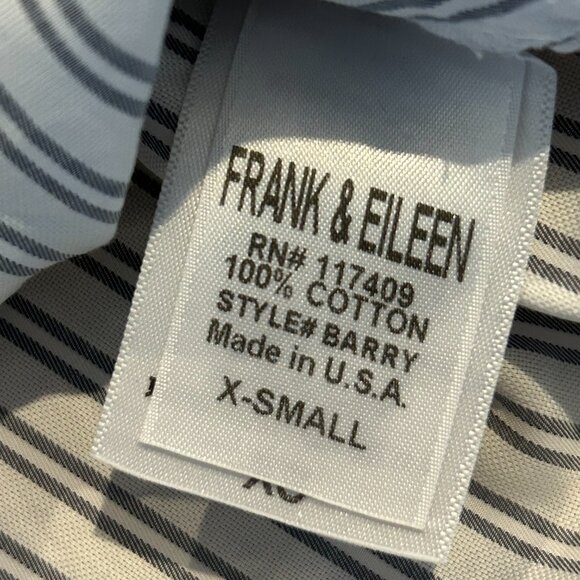 FRANK & EILEEN
RN# 117409
100% COTTON
STYLE# BARRY
Made in U.S.A.
X-SMALL